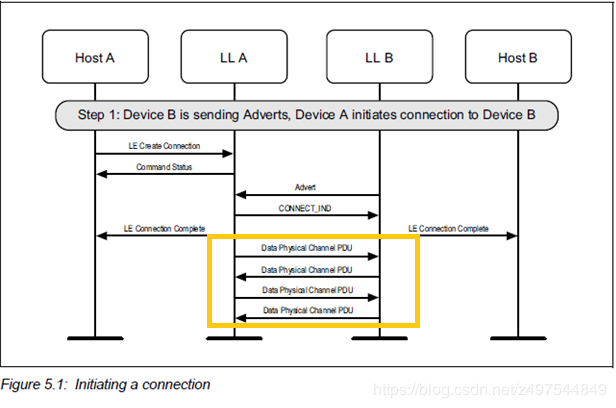 Host A
LL A
LL B
Host B
Step 1: Device B is sending Adverts, Device A initiates connection to Device B
LE Create Connection
Command Status
Advert
CONNECT_IND
LE Connection Complete
LE Connection Complete
Data Physical Channel PDU
Data Physical Channel PDU
Data Physical Channel PDU
Data Physical Channel PDU
Figure 5.1: Initiating a connection
https://blog.csdn.net/z497544849